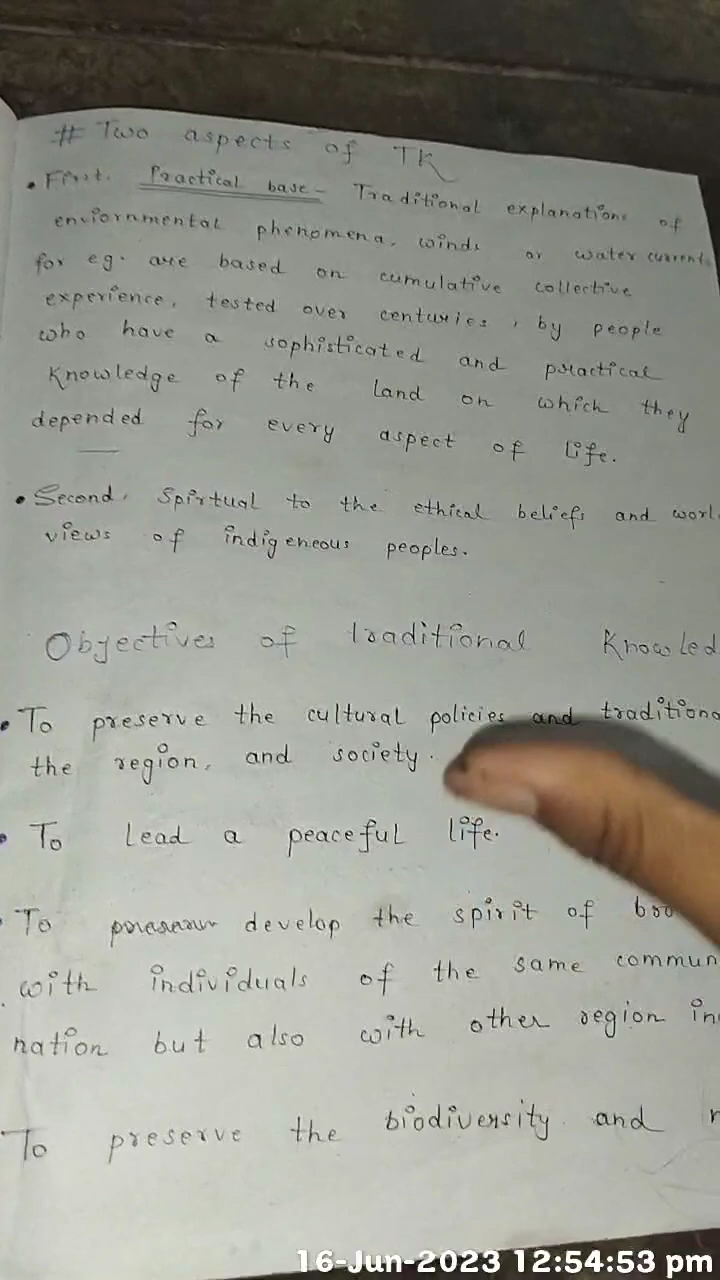 # Two aspects of TK
• First. Practical base - Traditional explanations of
enviornmental phenomena, winds or water current
for eg. are based on cumulative collective
experience, tested over centuries, by people
who have a sophisticated and practical
Knowledge of the land on which they
depended for every aspect of life.
• Second, Spirtual to the ethical beliefs and worl
views of indigeneous peoples.
Objectives of traditional Knowled
• To preserve the cultural policies and traditiona
the region, and society.
• To lead a peaceful life.
• To develop the spirit of
with individuals of the same commun
nation but also with other region in
To preserve the biodiversity and
16-Jun-2023 12:54:53 pm